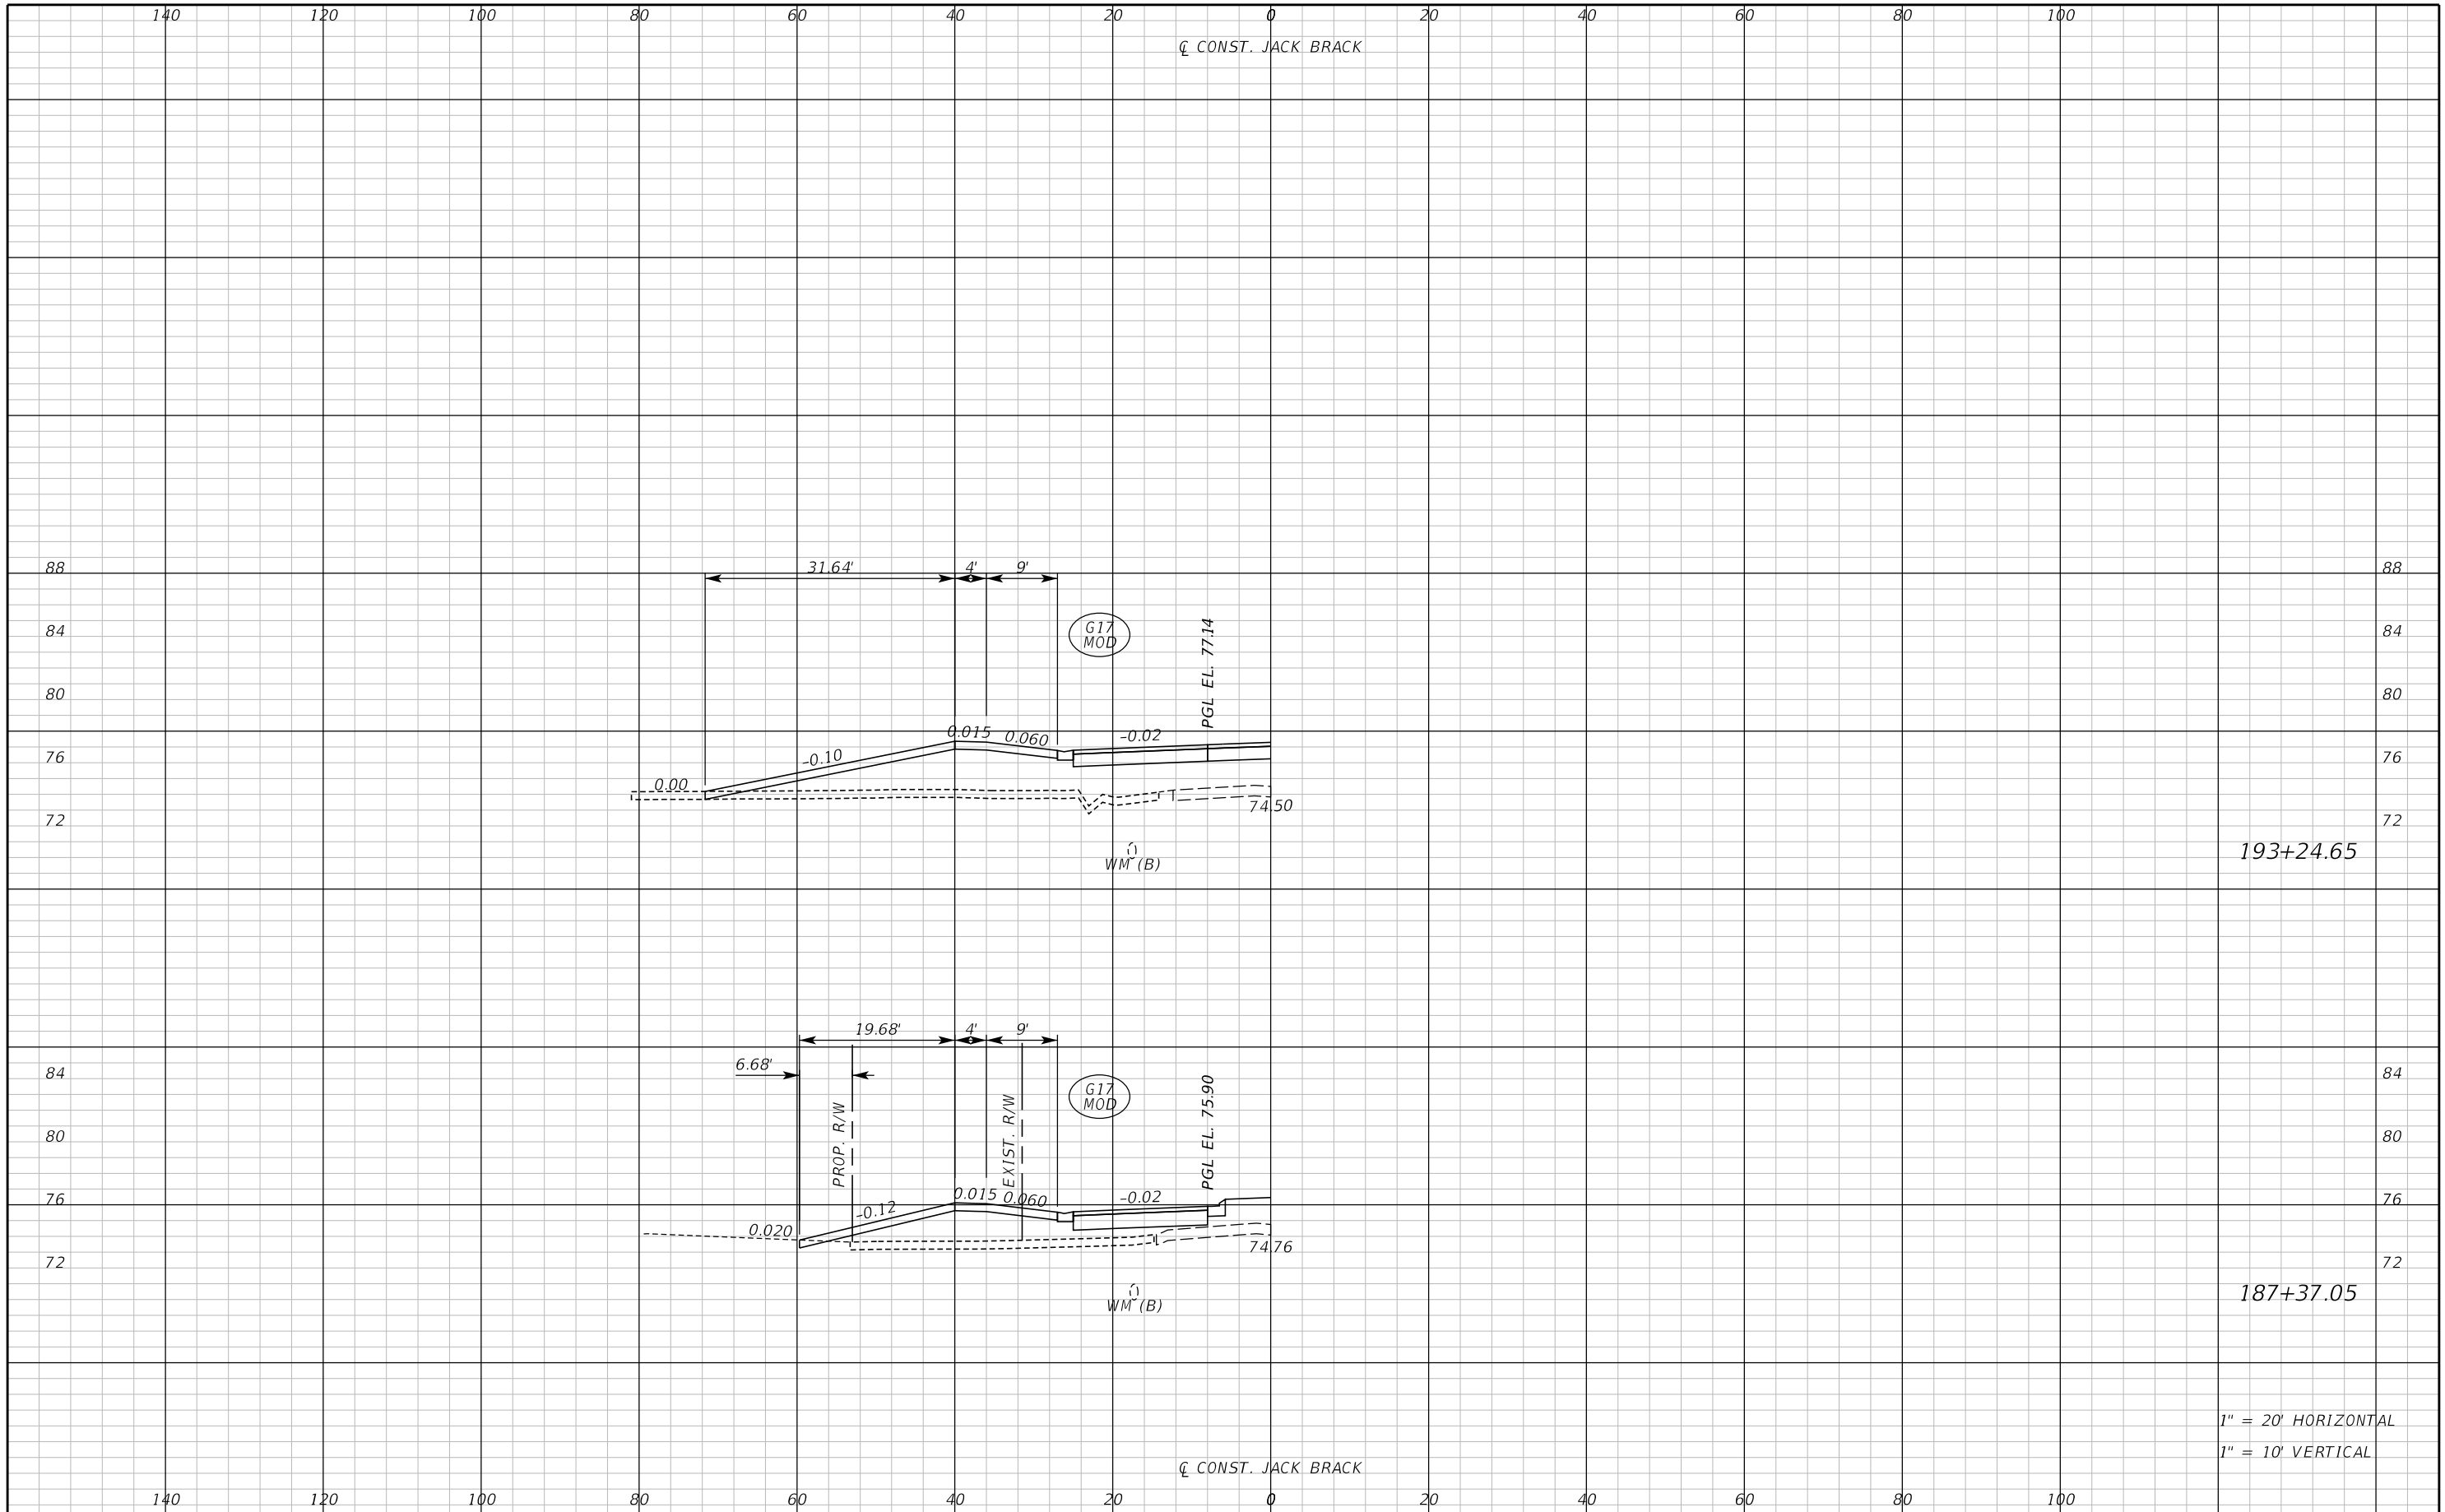 140 120 100 80 60 40 20 0 20 40 60 80 100
℄ CONST. JACK BRACK
88 31.64' 4' 9' 88
G17
MOD
84 84
PGL EL. 77.14
80 80
0.015 0.060 -0.02
76 -0.10 76
0.00
74.50
72 72
WM (B)
193+24.65
19.68' 4' 9'
6.68'
84 84
G17
MOD
PROP. R/W
EXIST. R/W
PGL EL. 75.90
80 80
0.015 0.060 -0.02
76 -0.12 76
0.020
74.76
72 72
WM (B)
187+37.05
1" = 20' HORIZONTAL
1" = 10' VERTICAL
℄ CONST. JACK BRACK
140 120 100 80 60 40 20 0 20 40 60 80 100